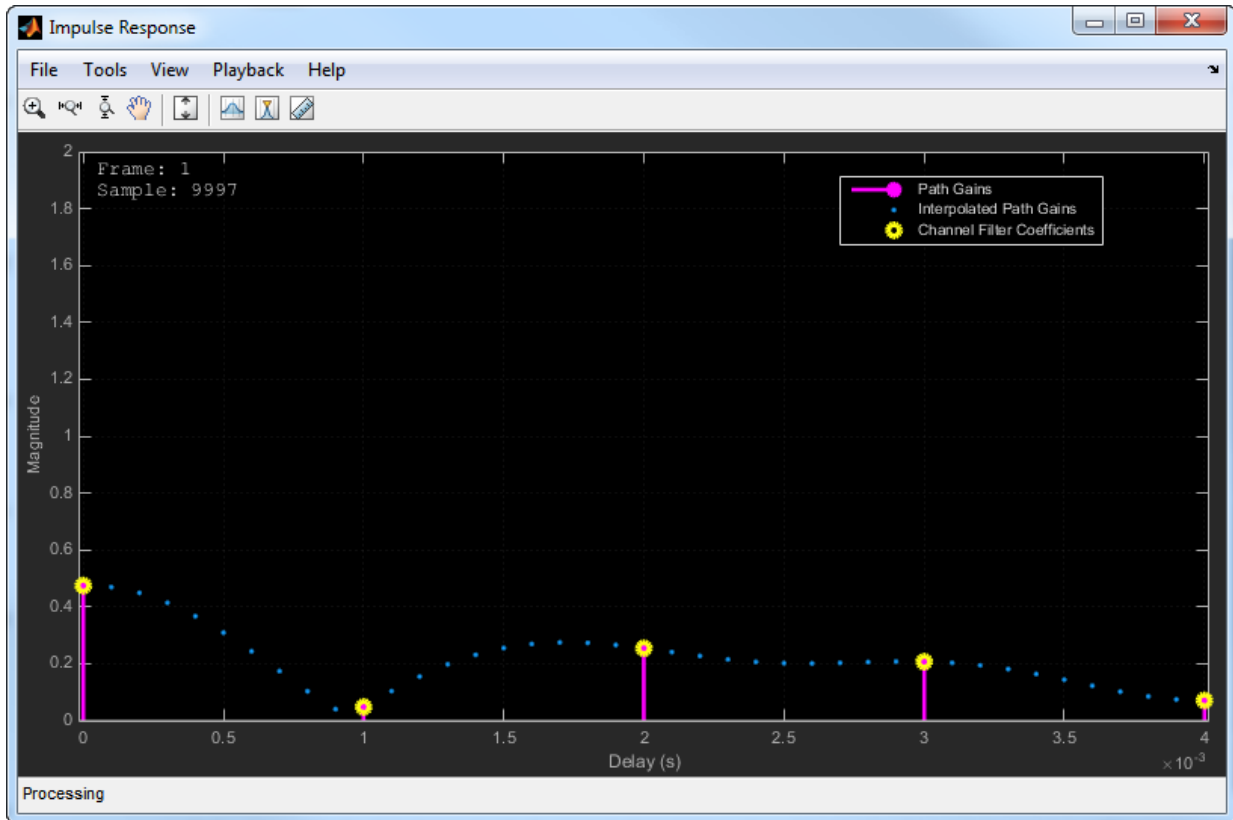 Impulse Response
File Tools View Playback Help
Frame: 1
Sample: 9997
Path Gains
Interpolated Path Gains
Channel Filter Coefficients
2
1.8
1.6
1.4
1.2
1
0.8
0.6
0.4
0.2
0
Magnitude
0 0.5 1 1.5 2 2.5 3 3.5 4
Delay (s)
×10⁻³
Processing